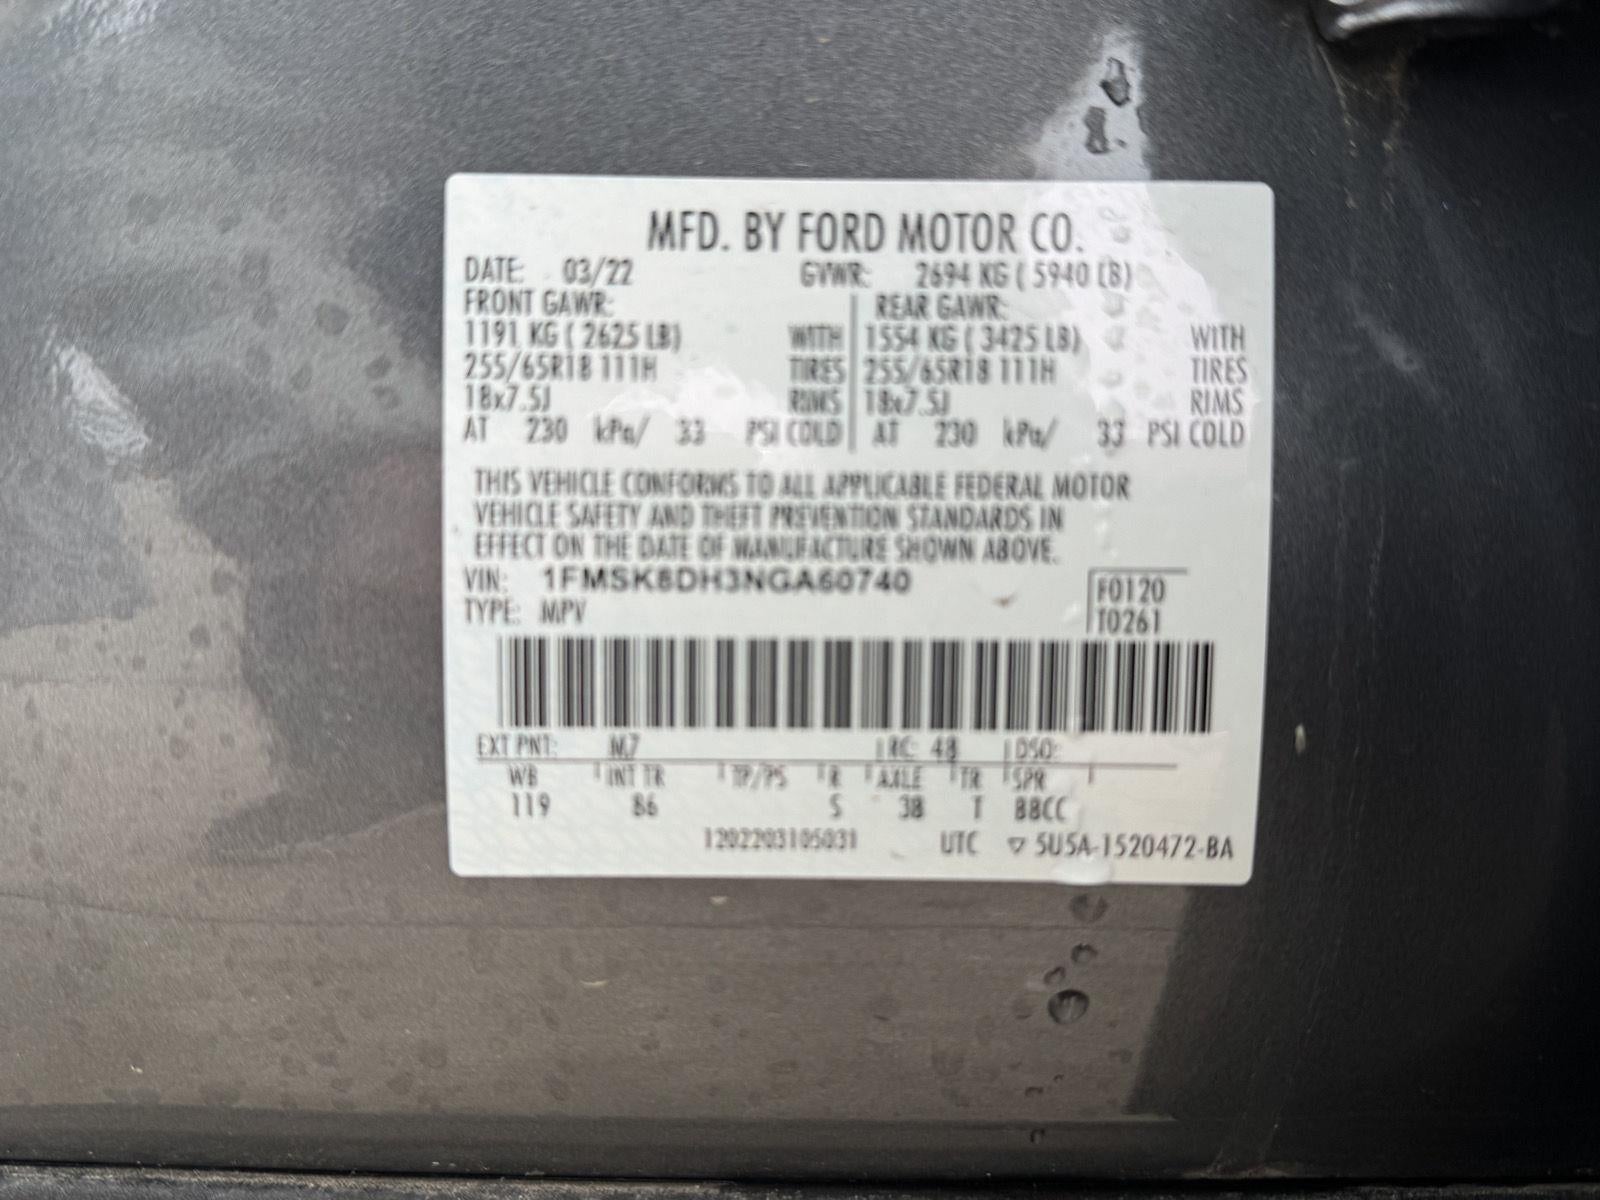 MFD. BY FORD MOTOR CO.
DATE: 03/22 GVWR: 2694 KG ( 5940 LB)
FRONT GAWR: REAR GAWR:
1191 KG ( 2625 LB) WITH 1554 KG ( 3425 LB) WITH
255/65R18 111H TIRES 255/65R18 111H TIRES
18x7.5J RIMS 18x7.5J RIMS
AT 230 kPa/ 33 PSI COLD AT 230 kPa/ 33 PSI COLD
THIS VEHICLE CONFORMS TO ALL APPLICABLE FEDERAL MOTOR
VEHICLE SAFETY AND THEFT PREVENTION STANDARDS IN
EFFECT ON THE DATE OF MANUFACTURE SHOWN ABOVE.
VIN: 1FMSK8DH3NGA60740
TYPE: MPV
F0120
T0261
EXT PNT: M7 RC: 48 DSO:
WB INT TR TP/PS R AXLE TR SPR
119 86 S 38 T BBCC
1202203105031 UTC ▽ 5U5A-1520472-BA